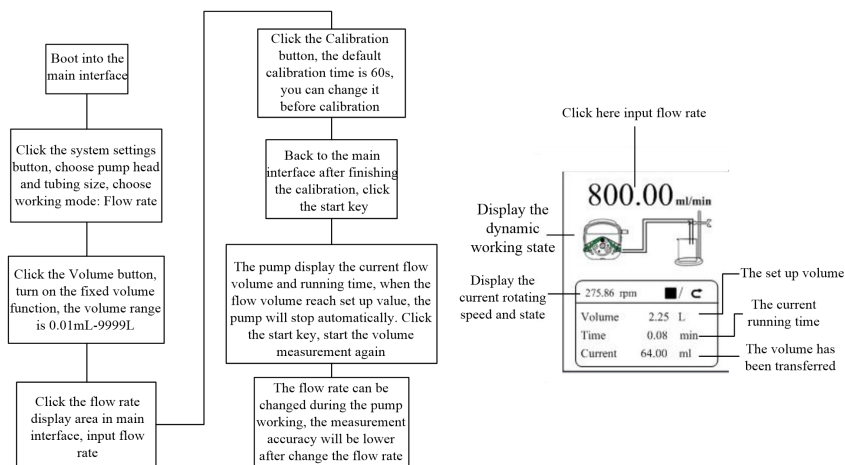 Boot into the
main interface
Click the system settings
button, choose pump head
and tubing size, choose
working mode: Flow rate
Click the Volume button,
turn on the fixed volume
function, the volume range
is 0.01mL-9999L
Click the flow rate
display area in main
interface, input flow
rate
Click the Calibration
button, the default
calibration time is 60s,
you can change it
before calibration
Back to the main
interface after finishing
the calibration, click
the start key
The pump display the current flow
volume and running time, when the
flow volume reach set up value, the
pump will stop automatically. Click
the start key, start the volume
measurement again
The flow rate can be
changed during the pump
working, the measurement
accuracy will be lower
after change the flow rate
Click here input flow rate
800.00 ml/min
Display the
dynamic
working state
Display the
current rotating
speed and state
275.86 rpm /
Volume 2.25 L
Time 0.08 min
Current 64.00 ml
The set up volume
The current
running time
The volume has
been transferred